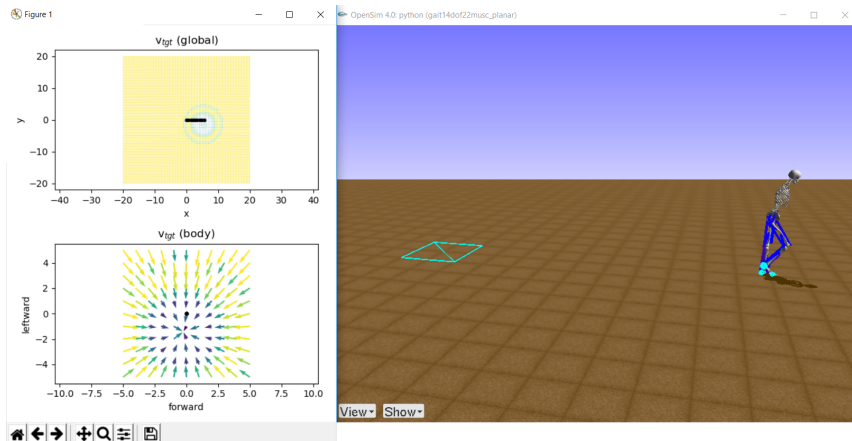 Figure 1
v_tgt (global)
20
10
0
−10
−20
y
−40 −30 −20 −10 0 10 20 30 40
x
v_tgt (body)
4
2
0
−2
−4
leftward
−10.0 −7.5 −5.0 −2.5 0.0 2.5 5.0 7.5 10.0
forward
OpenSim 4.0: python (gait14dof22musc_planar)
View Show